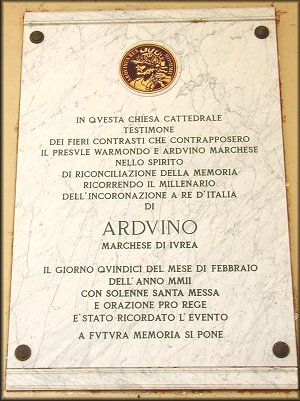 IN QVESTA CHIESA CATTEDRALE
TESTIMONE
DEI FIERI CONTRASTI CHE CONTRAPPOSERO
IL PRESVLE WARMONDO E ARDVINO MARCHESE
NELLO SPIRITO
DI RICONCILIAZIONE DELLA MEMORIA
RICORRENDO IL MILLENARIO
DELL'INCORONAZIONE A RE D'ITALIA
DI
ARDVINO
MARCHESE DI IVREA
IL GIORNO QVINDICI DEL MESE DI FEBBRAIO
DELL'ANNO MMII
CON SOLENNE SANTA MESSA
E ORAZIONE PRO REGE
E'STATO RICORDATO L'EVENTO
A FVTVRA MEMORIA SI PONE